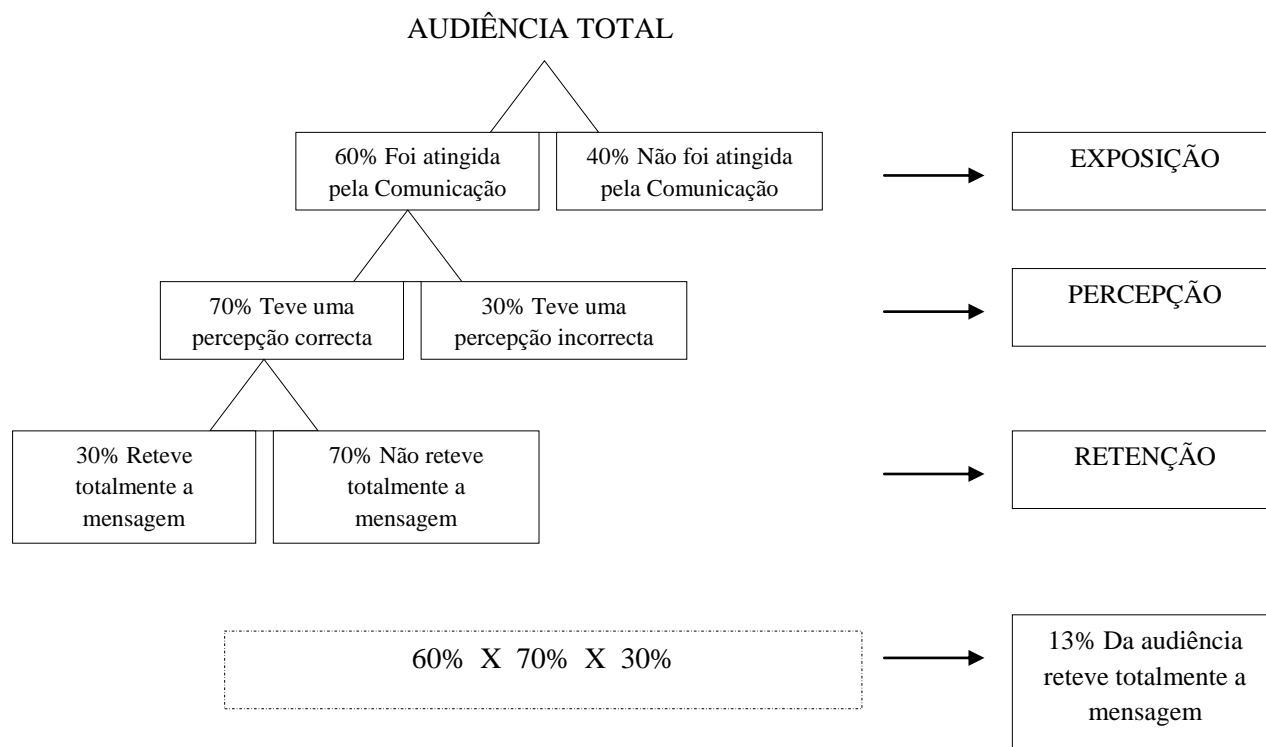 AUDIÊNCIA TOTAL
60% Foi atingida
pela Comunicação
40% Não foi atingida
pela Comunicação
EXPOSIÇÃO
70% Teve uma
percepção correcta
30% Teve uma
percepção incorrecta
PERCEPÇÃO
30% Reteve
totalmente a
mensagem
70% Não reteve
totalmente a
mensagem
RETENÇÃO
60% X 70% X 30%
13% Da audiência
reteve totalmente a
mensagem